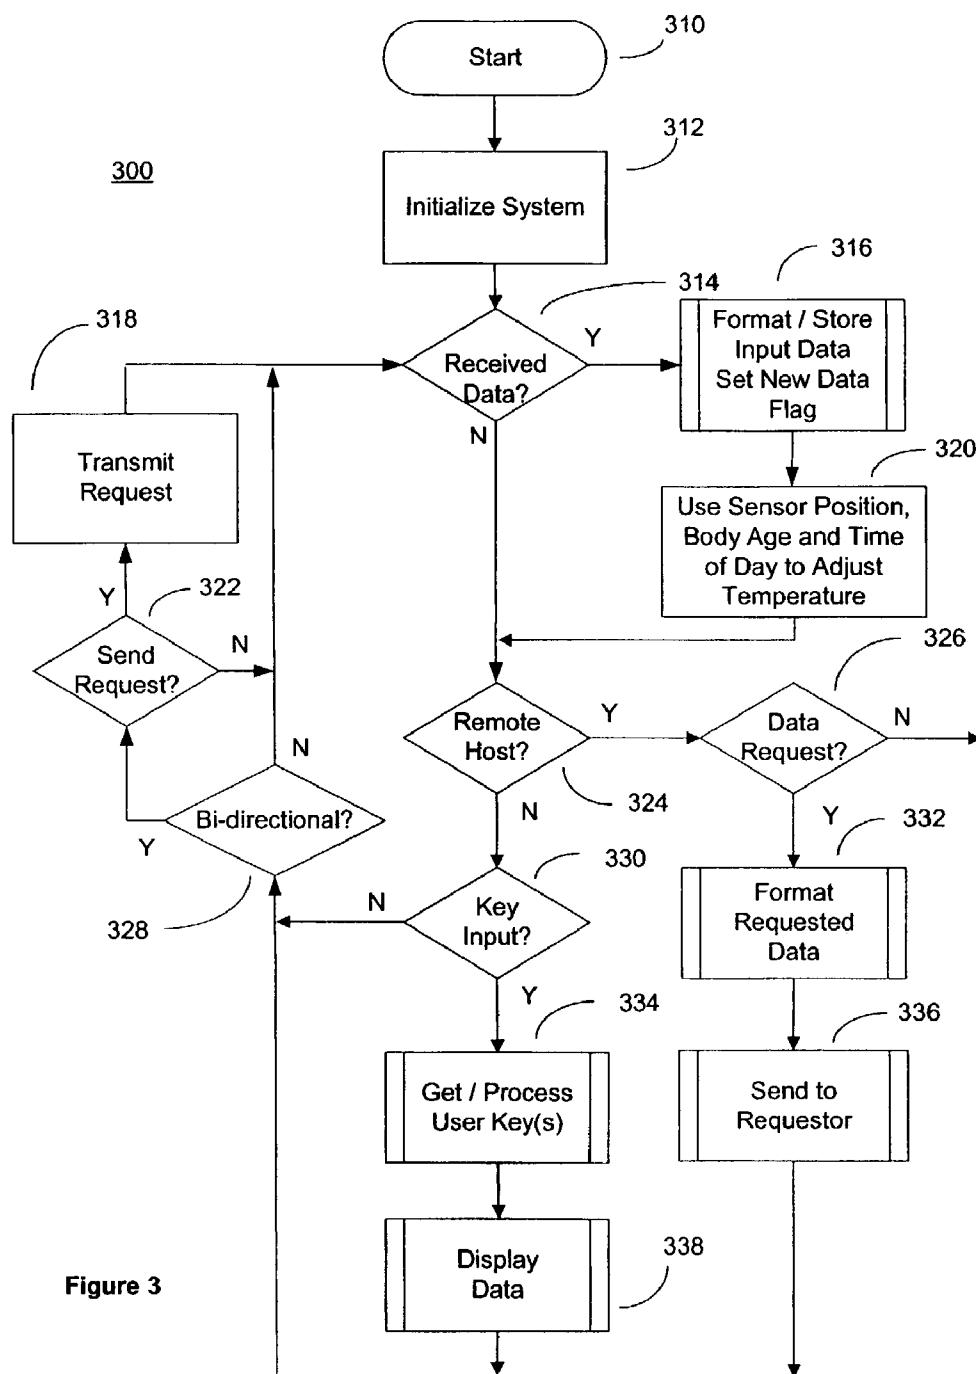 310
Start
312
300
Initialize System
316
314
318
Y
Format / Store
Input Data
Set New Data
Flag
Received
Data?
N
320
Transmit
Request
Use Sensor Position,
Body Age and Time
of Day to Adjust
Temperature
322
Y
326
Send
Request?
N
Remote
Host?
Y
Data
Request?
N
N
324
Bi-directional?
N
Y
332
Y
330
328
N
Key
Input?
Format
Requested
Data
Y
334
336
Get / Process
User Key(s)
Send to
Requestor
338
Display
Data
Figure 3